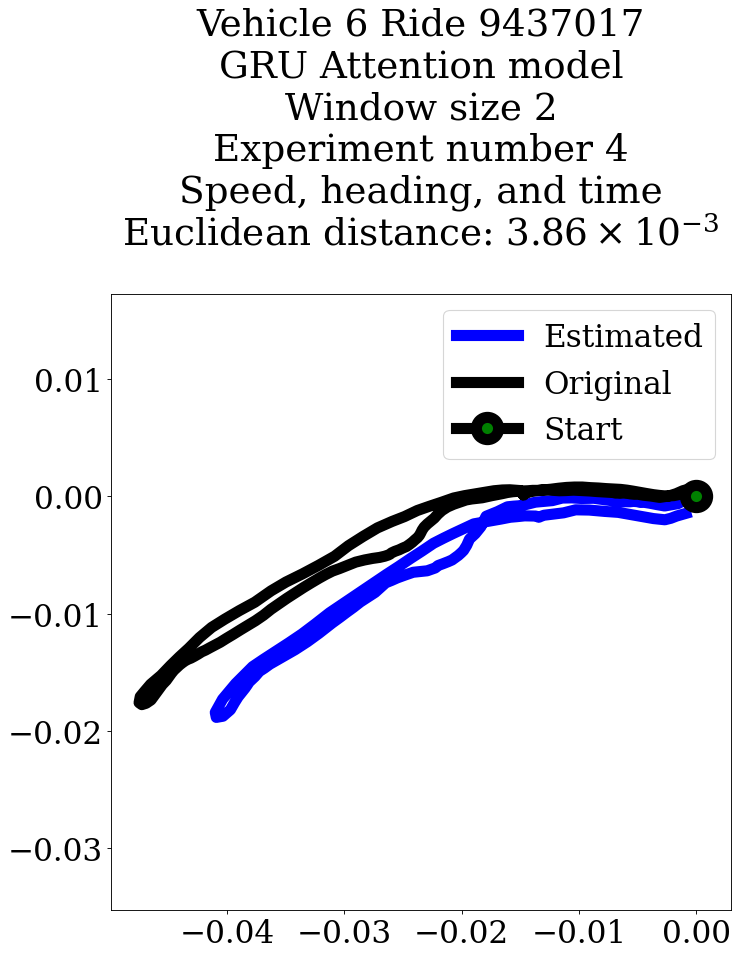 Vehicle 6 Ride 9437017
GRU Attention model
Window size 2
Experiment number 4
Speed, heading, and time
Euclidean distance: 3.86 × 10⁻³
Estimated
Original
Start
0.01
0.00
−0.01
−0.02
−0.03
−0.04 −0.03 −0.02 −0.01 0.00